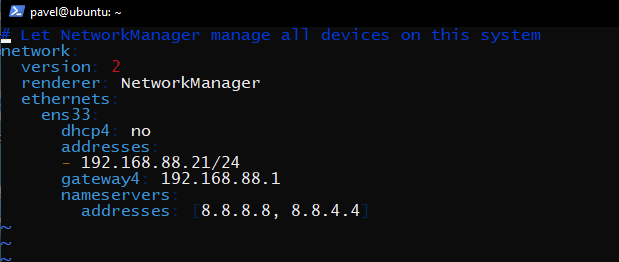 pavel@ubuntu: ~
# Let NetworkManager manage all devices on this system
network:
  version: 2
  renderer: NetworkManager
  ethernets:
    ens33:
      dhcp4: no
      addresses:
      - 192.168.88.21/24
      gateway4: 192.168.88.1
      nameservers:
        addresses: [8.8.8.8, 8.8.4.4]
~
~
~